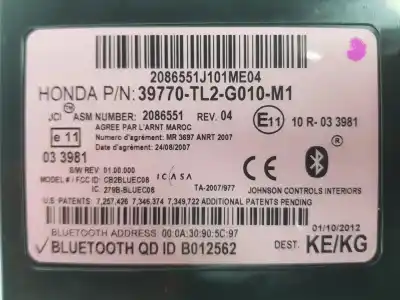 2086551J101ME04
HONDA P/N: 39770-TL2-G010-M1
JCI TM ASM NUMBER: 2086551 REV. 04
AGREE PAR L'ARNT MAROC
Numero d'agrément: MR 3697 ANRT 2007
Date d'agrément: 24/08/2007
e 11
03 3981
E11 10 R- 03 3981
S/W REV 01.00.000
MODEL # / FCC ID: CB2BLUEC08
IC: 279B-BLUEC08
ICASA
TA-2007/977
CE
JOHNSON CONTROLS INTERIORS
U.S. PATENTS: 7,257,426 7,346,374 7,349,722 ADDITIONAL PATENTS PENDING
01/10/2012
BLUETOOTH ADDRESS: 00:0A:30:90:5C:97
BLUETOOTH QD ID B012562
DEST. KE/KG